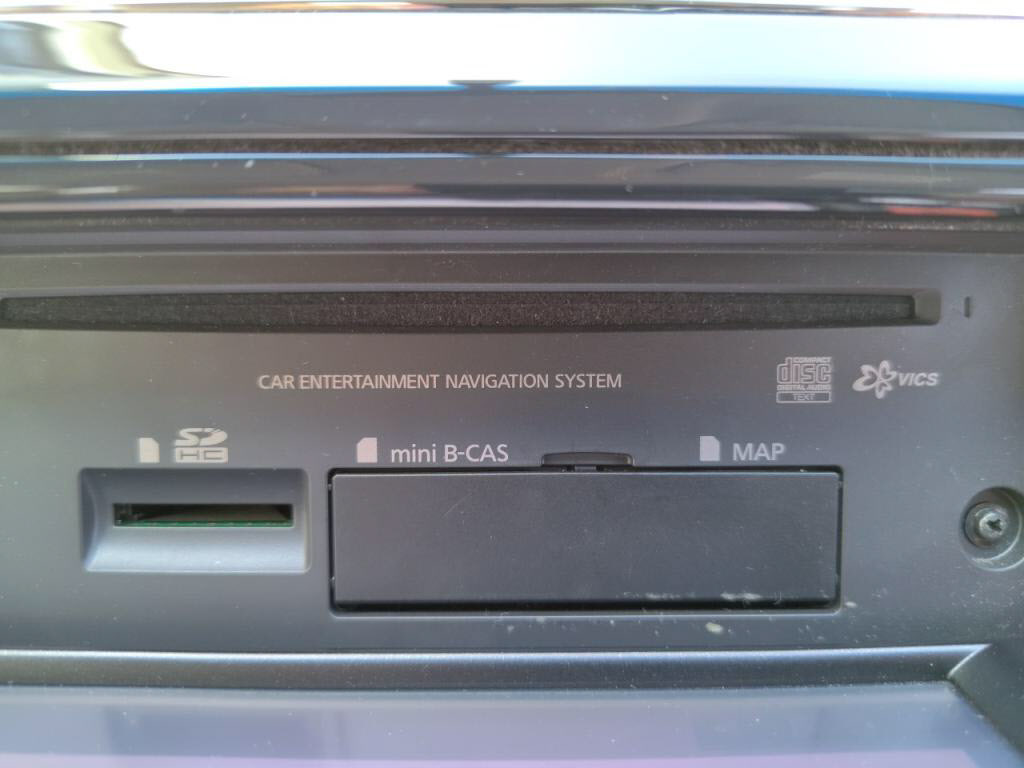 CAR ENTERTAINMENT NAVIGATION SYSTEM
COMPACT
disc
DIGITAL AUDIO
TEXT
VICS
SD
HC
mini B-CAS
MAP